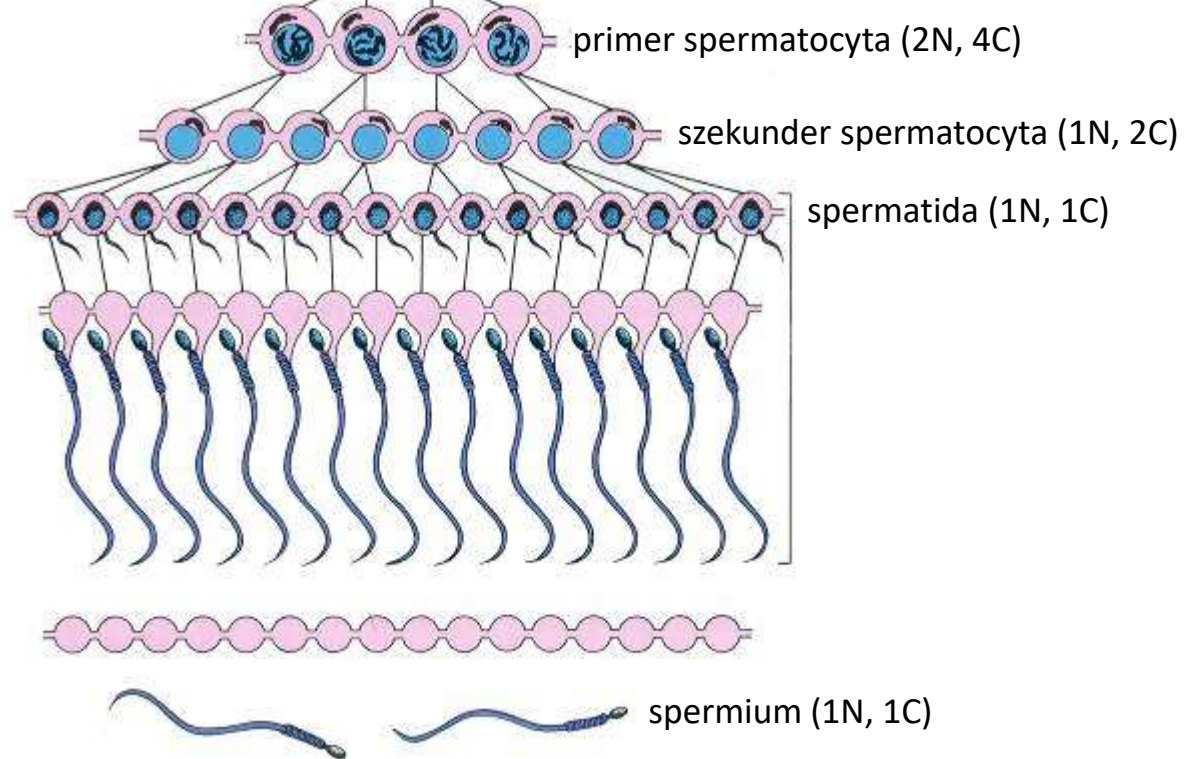 primer spermatocyta (2N, 4C)
szekunder spermatocyta (1N, 2C)
spermatida (1N, 1C)
spermium (1N, 1C)